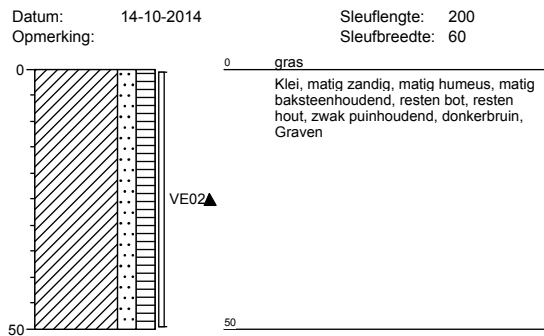 Datum: 14-10-2014 Sleuflengte: 200
Opmerking: Sleufbreedte: 60
0 0 gras
Klei, matig zandig, matig humeus, matig
baksteenhoudend, resten bot, resten
hout, zwak puinhoudend, donkerbruin,
Graven
VE02
50 50